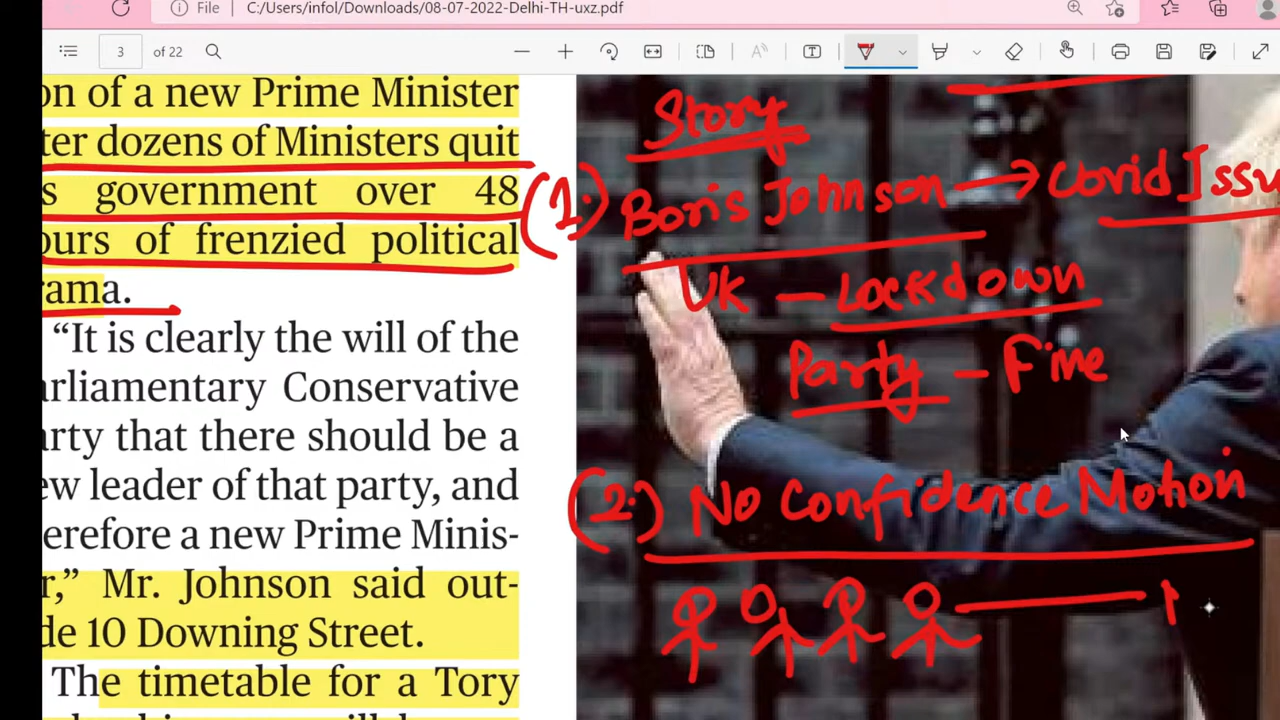 File
C:/Users/infol/Downloads/08-07-2022-Delhi-TH-uxz.pdf
3 of 22
on of a new Prime Minister
ter dozens of Ministers quit
s government over 48
ours of frenzied political
rama.
“It is clearly the will of the
arliamentary Conservative
arty that there should be a
ew leader of that party, and
erefore a new Prime Minis-
r,” Mr. Johnson said out-
de 10 Downing Street.
The timetable for a Tory
Story
(1.) Boris Johnson → Covid Issu
UK - Lockdown
Party - Fine
(2.) No Confidence Motion